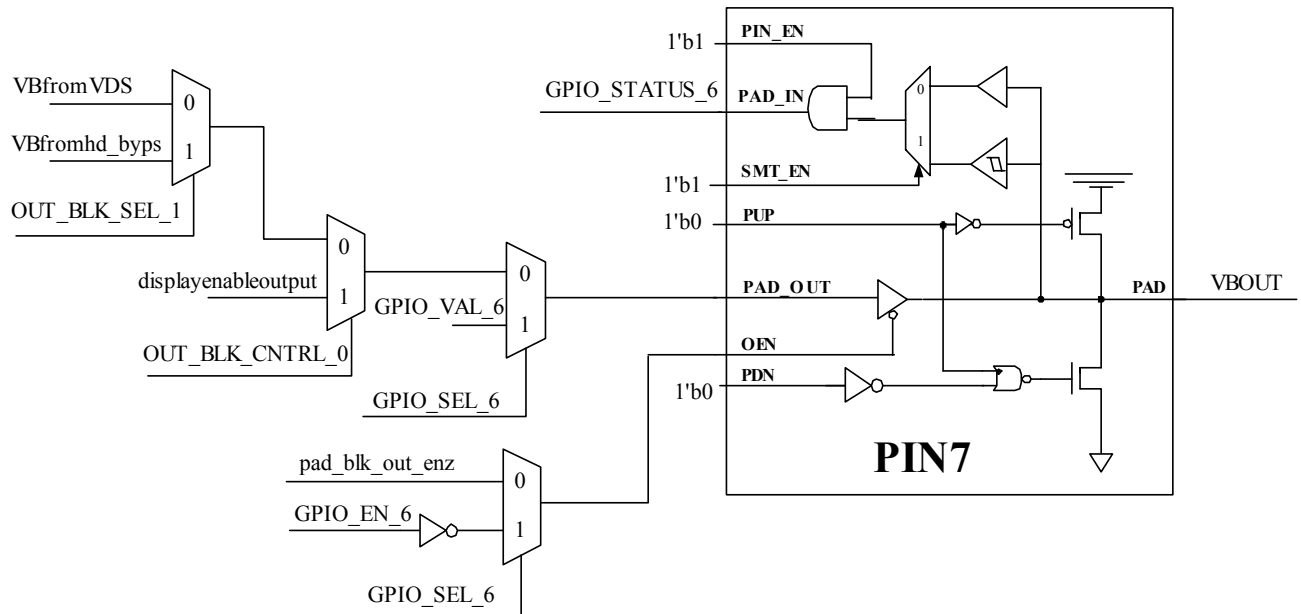 1'b1 PIN_EN
VBfromVDS
0
GPIO_STATUS_6 PAD_IN
0
VBfromhd_byps
1
1
OUT_BLK_SEL_1
1'b1 SMT_EN
1'b0 PUP
0
displayenableoutput
1
0
GPIO_VAL_6
1
PAD_OUT
PAD VBOUT
OUT_BLK_CNTRL_0
OEN
1'b0 PDN
GPIO_SEL_6
PIN7
pad_blk_out_enz
0
GPIO_EN_6
1
GPIO_SEL_6